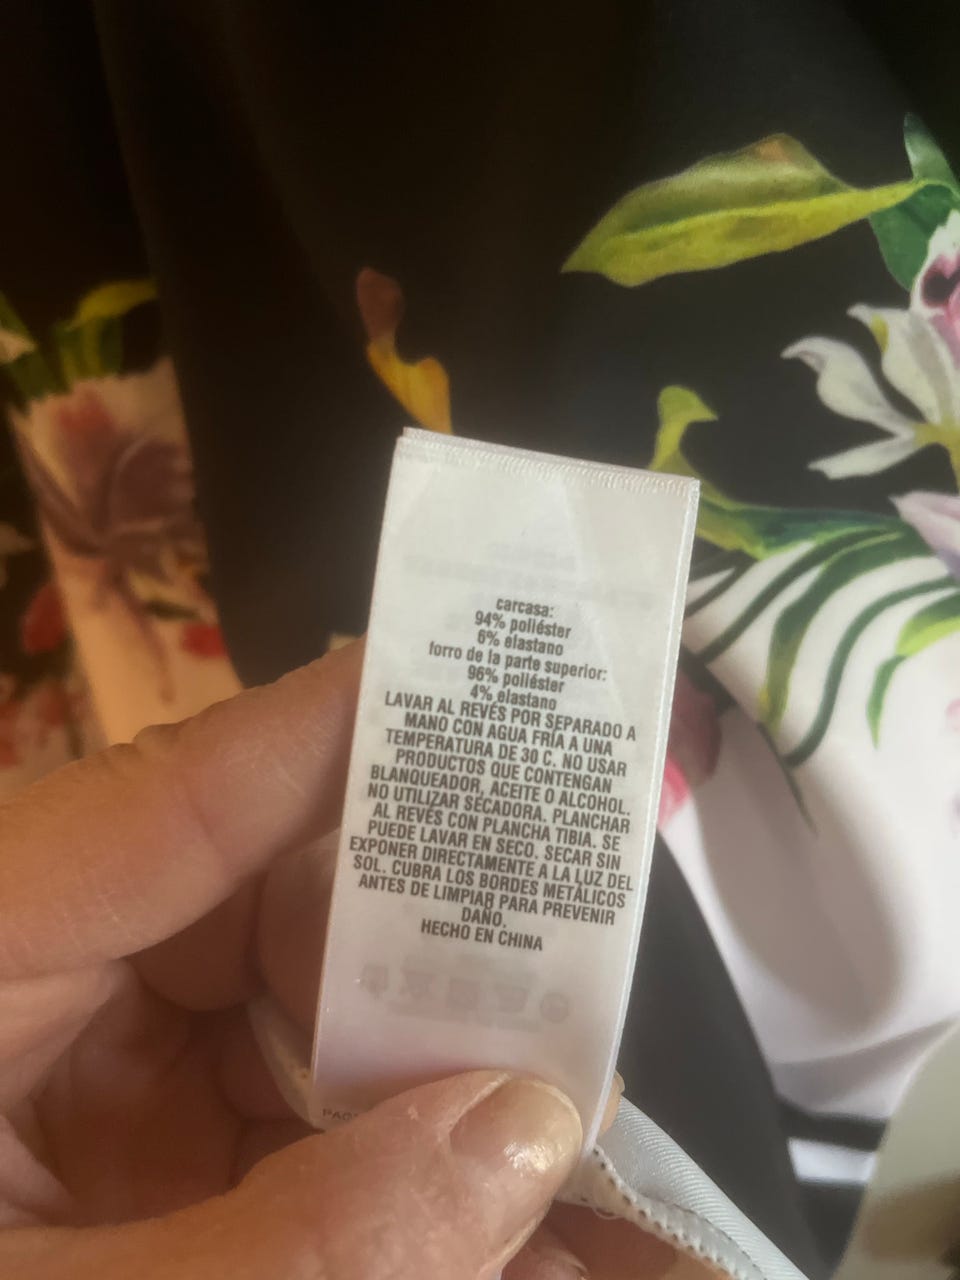 carcasa:
94% poliéster
6% elastano
forro de la parte superior:
96% poliéster
4% elastano
LAVAR AL REVÉS POR SEPARADO A
MANO CON AGUA FRÍA A UNA
TEMPERATURA DE 30 C. NO USAR
PRODUCTOS QUE CONTENGAN
BLANQUEADOR, ACEITE O ALCOHOL.
NO UTILIZAR SECADORA. PLANCHAR
AL REVÉS CON PLANCHA TIBIA. SE
PUEDE LAVAR EN SECO. SECAR SIN
EXPONER DIRECTAMENTE A LA LUZ DEL
SOL. CUBRA LOS BORDES METÁLICOS
ANTES DE LIMPIAR PARA PREVENIR
DAÑO.
HECHO EN CHINA